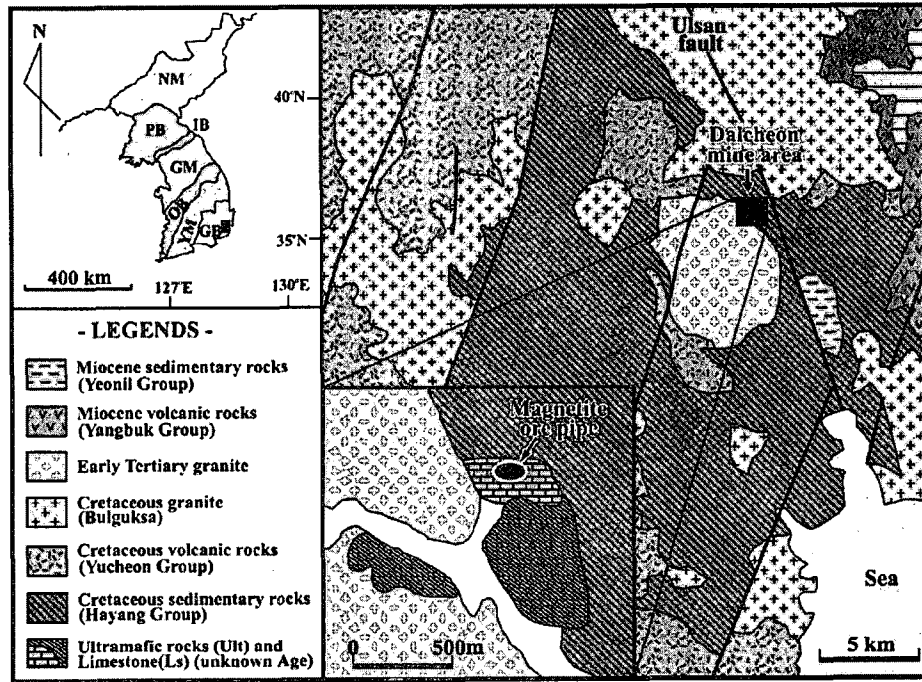 N
NM
40°N
PB
IB
GM
OB
YM
GB
35°N
400 km
127°E
130°E
- LEGENDS -
Miocene sedimentary rocks
(Yeonil Group)
Miocene volcanic rocks
(Yangbuk Group)
Early Tertiary granite
Cretaceous granite
(Bulguksa)
Cretaceous volcanic rocks
(Yucheon Group)
Cretaceous sedimentary rocks
(Hayang Group)
Ultramafic rocks (Ult) and
Limestone(Ls) (unknown Age)
Ulsan
fault
Dalcheon
mine area
Magnetite
ore pipe
0 500m
Sea
5 km